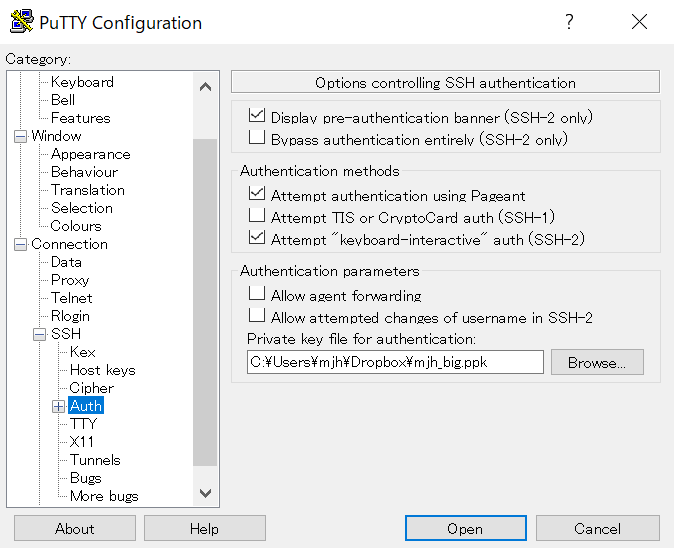 PuTTY Configuration
?
Category:
Keyboard
Bell
Features
Window
Appearance
Behaviour
Translation
Selection
Colours
Connection
Data
Proxy
Telnet
Rlogin
SSH
Kex
Host keys
Cipher
Auth
TTY
X11
Tunnels
Bugs
More bugs
Options controlling SSH authentication
Display pre-authentication banner (SSH-2 only)
Bypass authentication entirely (SSH-2 only)
Authentication methods
Attempt authentication using Pageant
Attempt TIS or CryptoCard auth (SSH-1)
Attempt "keyboard-interactive" auth (SSH-2)
Authentication parameters
Allow agent forwarding
Allow attempted changes of username in SSH-2
Private key file for authentication:
C:¥Users¥mjh¥Dropbox¥mjh_big.ppk
Browse...
About
Help
Open
Cancel